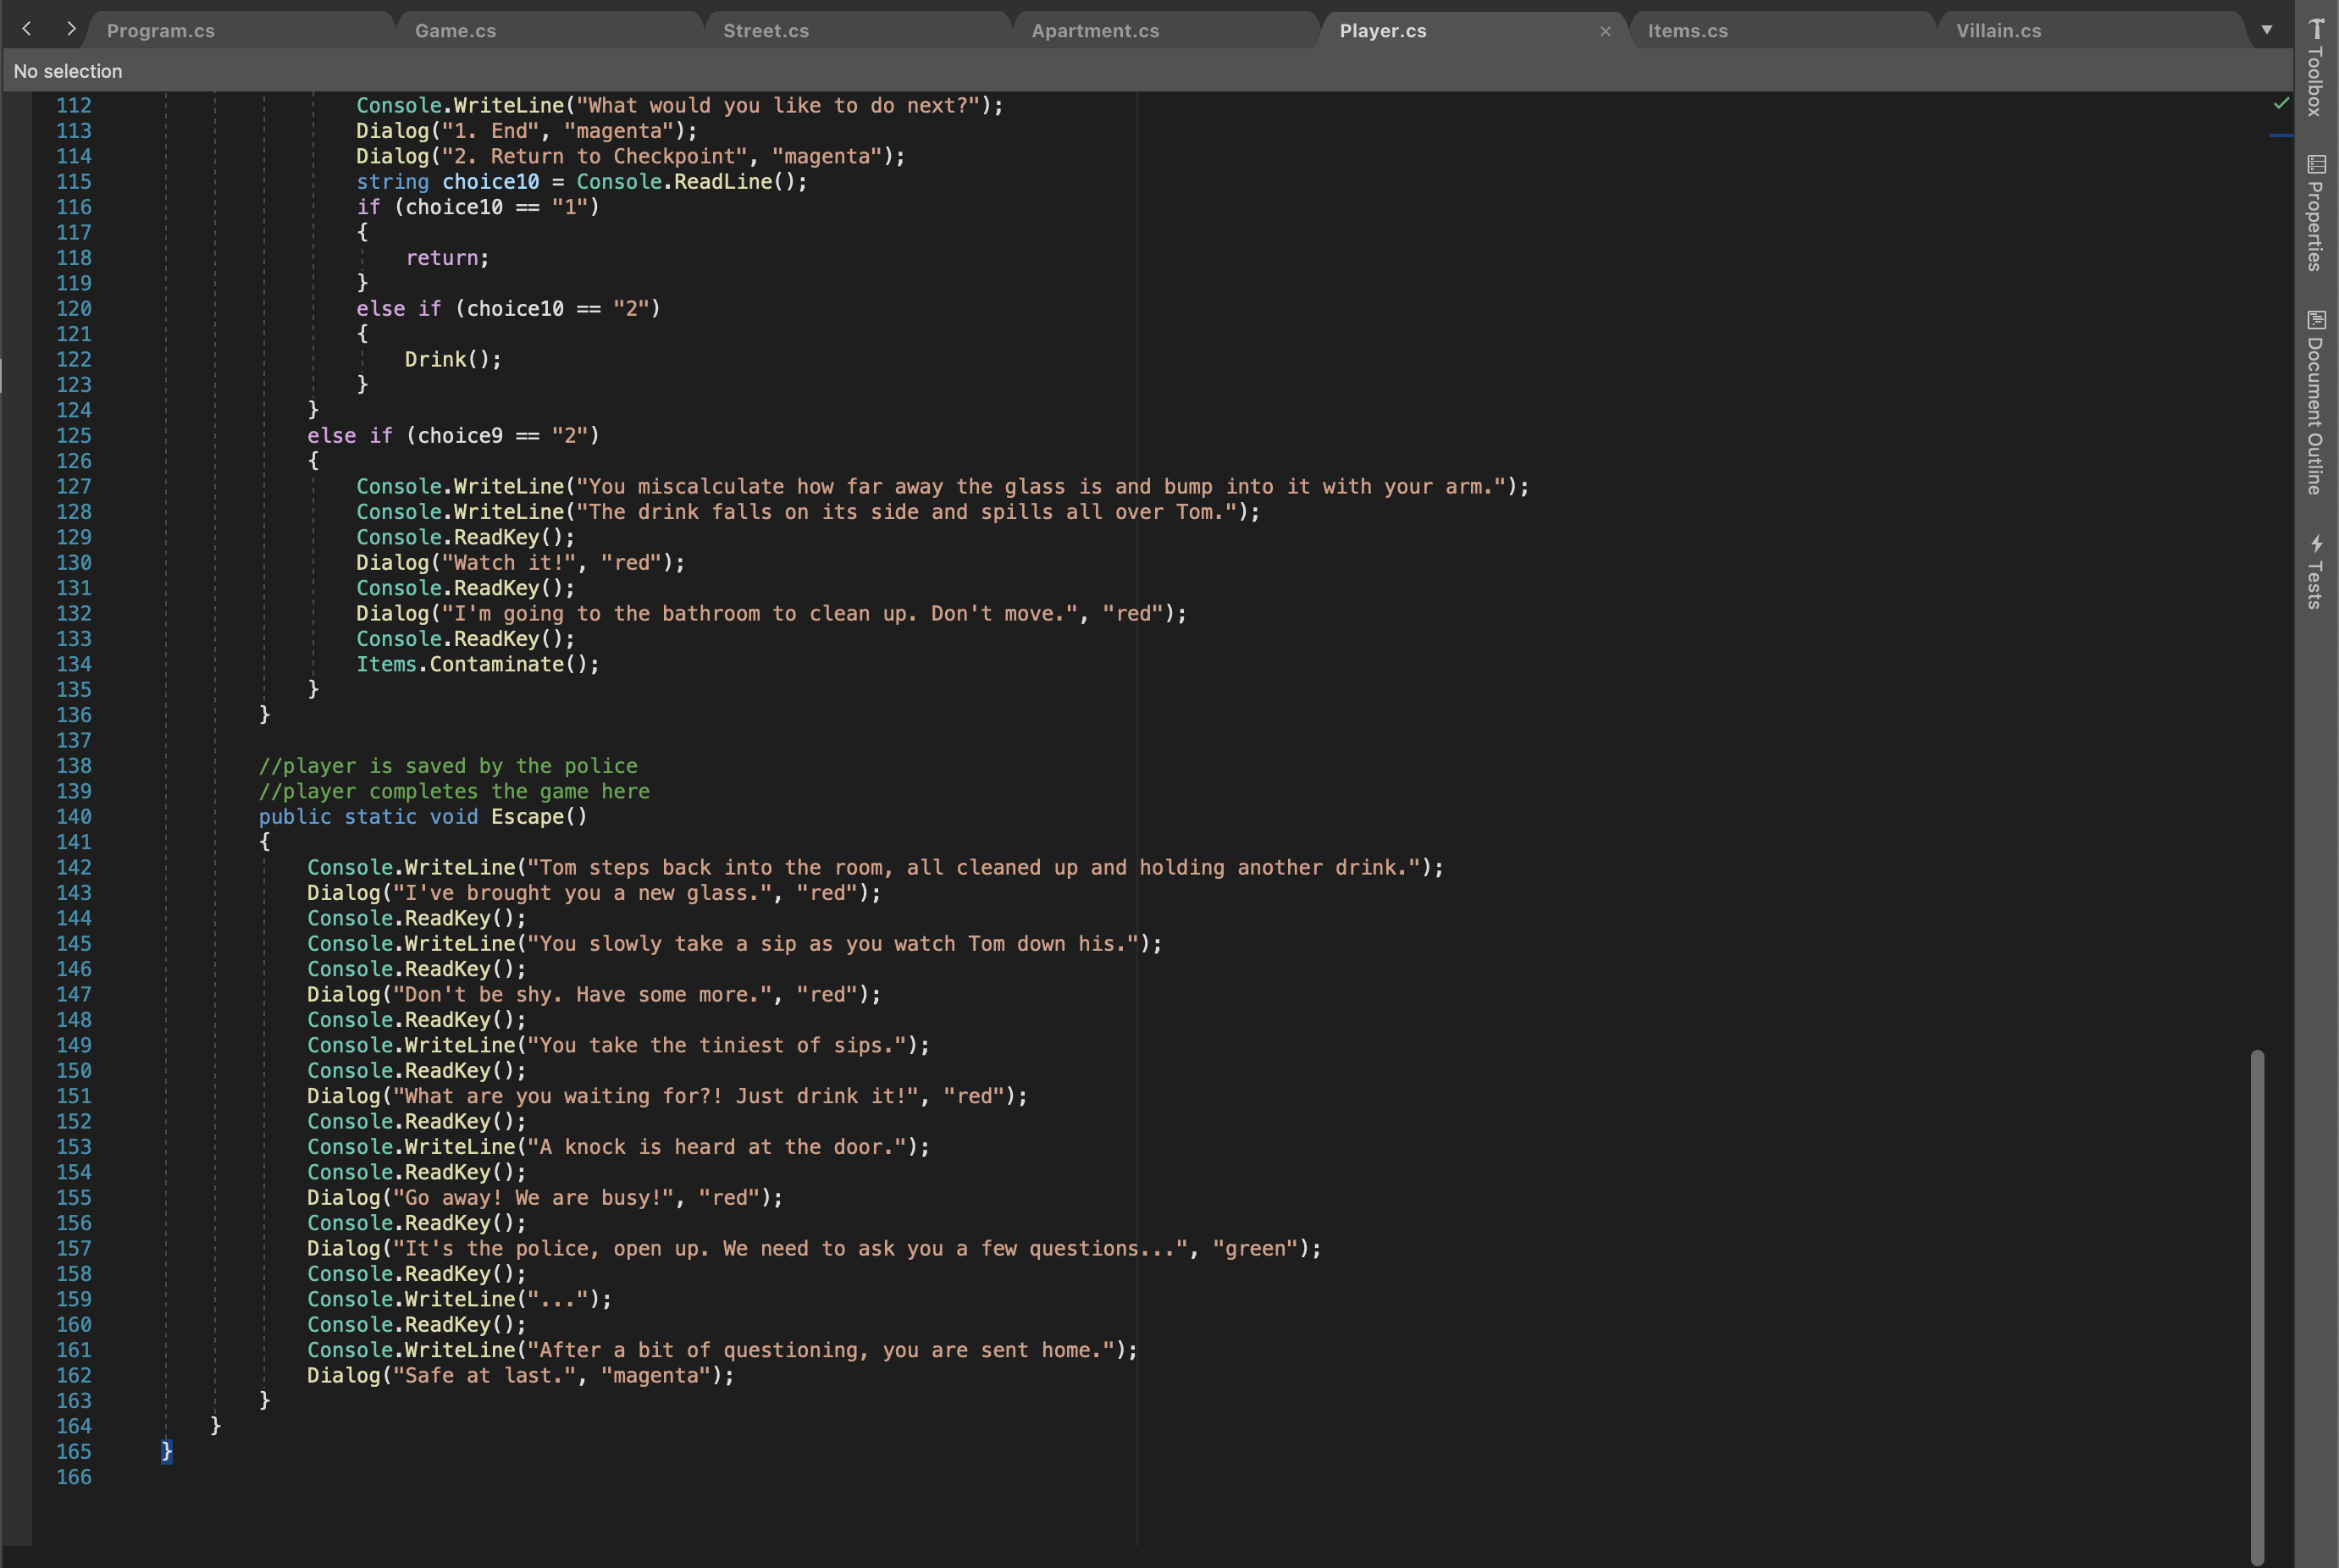 Program.cs Game.cs Street.cs Apartment.cs Player.cs Items.cs Villain.cs
No selection
112 Console.WriteLine("What would you like to do next?");
113 Dialog("1. End", "magenta");
114 Dialog("2. Return to Checkpoint", "magenta");
115 string choice10 = Console.ReadLine();
116 if (choice10 == "1")
117 {
118 return;
119 }
120 else if (choice10 == "2")
121 {
122 Drink();
123 }
124 }
125 else if (choice9 == "2")
126 {
127 Console.WriteLine("You miscalculate how far away the glass is and bump into it with your arm.");
128 Console.WriteLine("The drink falls on its side and spills all over Tom.");
129 Console.ReadKey();
130 Dialog("Watch it!", "red");
131 Console.ReadKey();
132 Dialog("I'm going to the bathroom to clean up. Don't move.", "red");
133 Console.ReadKey();
134 Items.Contaminate();
135 }
136 }
137
138 //player is saved by the police
139 //player completes the game here
140 public static void Escape()
141 {
142 Console.WriteLine("Tom steps back into the room, all cleaned up and holding another drink.");
143 Dialog("I've brought you a new glass.", "red");
144 Console.ReadKey();
145 Console.WriteLine("You slowly take a sip as you watch Tom down his.");
146 Console.ReadKey();
147 Dialog("Don't be shy. Have some more.", "red");
148 Console.ReadKey();
149 Console.WriteLine("You take the tiniest of sips.");
150 Console.ReadKey();
151 Dialog("What are you waiting for?! Just drink it!", "red");
152 Console.ReadKey();
153 Console.WriteLine("A knock is heard at the door.");
154 Console.ReadKey();
155 Dialog("Go away! We are busy!", "red");
156 Console.ReadKey();
157 Dialog("It's the police, open up. We need to ask you a few questions...", "green");
158 Console.ReadKey();
159 Console.WriteLine("...");
160 Console.ReadKey();
161 Console.WriteLine("After a bit of questioning, you are sent home.");
162 Dialog("Safe at last.", "magenta");
163 }
164 }
165 }
166
Toolbox
Properties
Document Outline
Tests